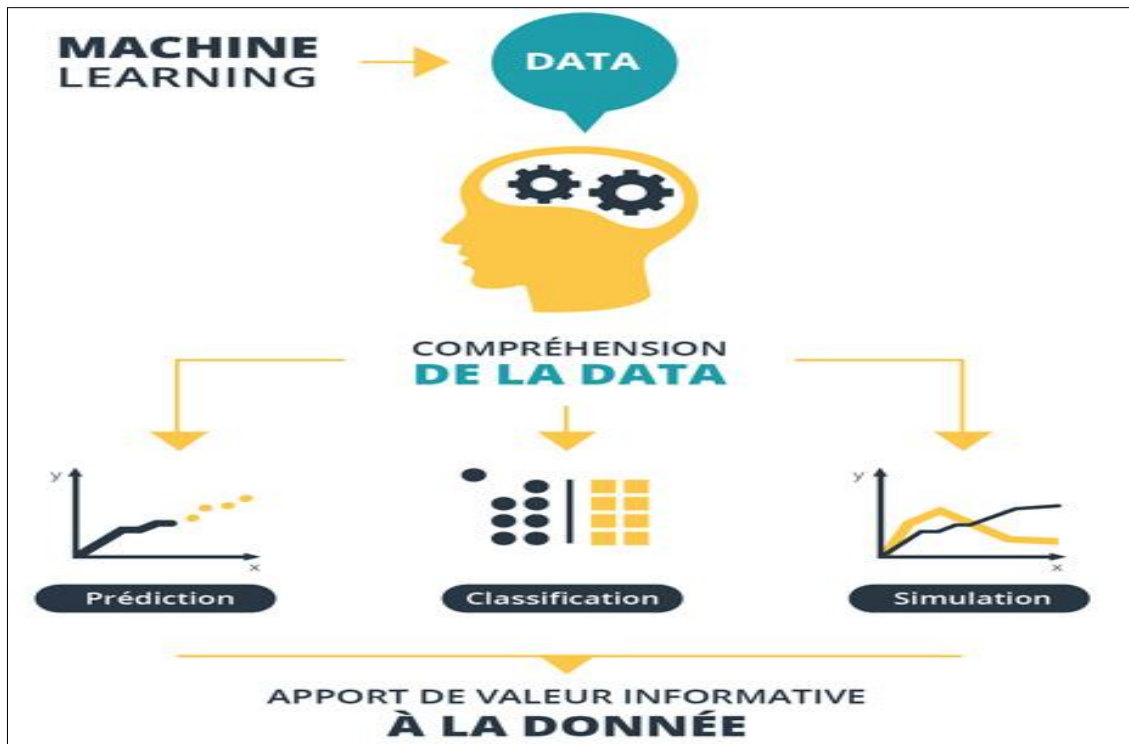 MACHINE
LEARNING
DATA
COMPRÉHENSION
DE LA DATA
y
x
Prédiction
Classification
y
x
Simulation
APPORT DE VALEUR INFORMATIVE
À LA DONNÉE